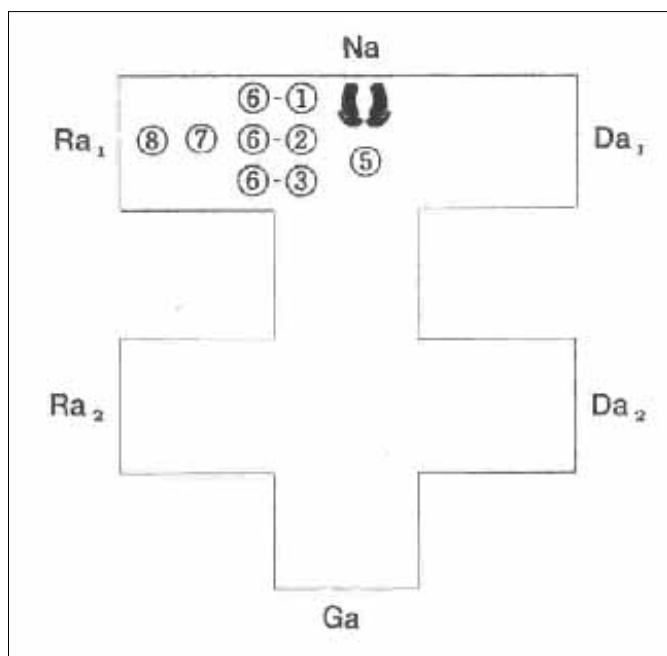 Na
⑥-①
Ra₁ ⑧ ⑦ ⑥-② Da₁
⑤
⑥-③
Ra₂ Da₂
Ga